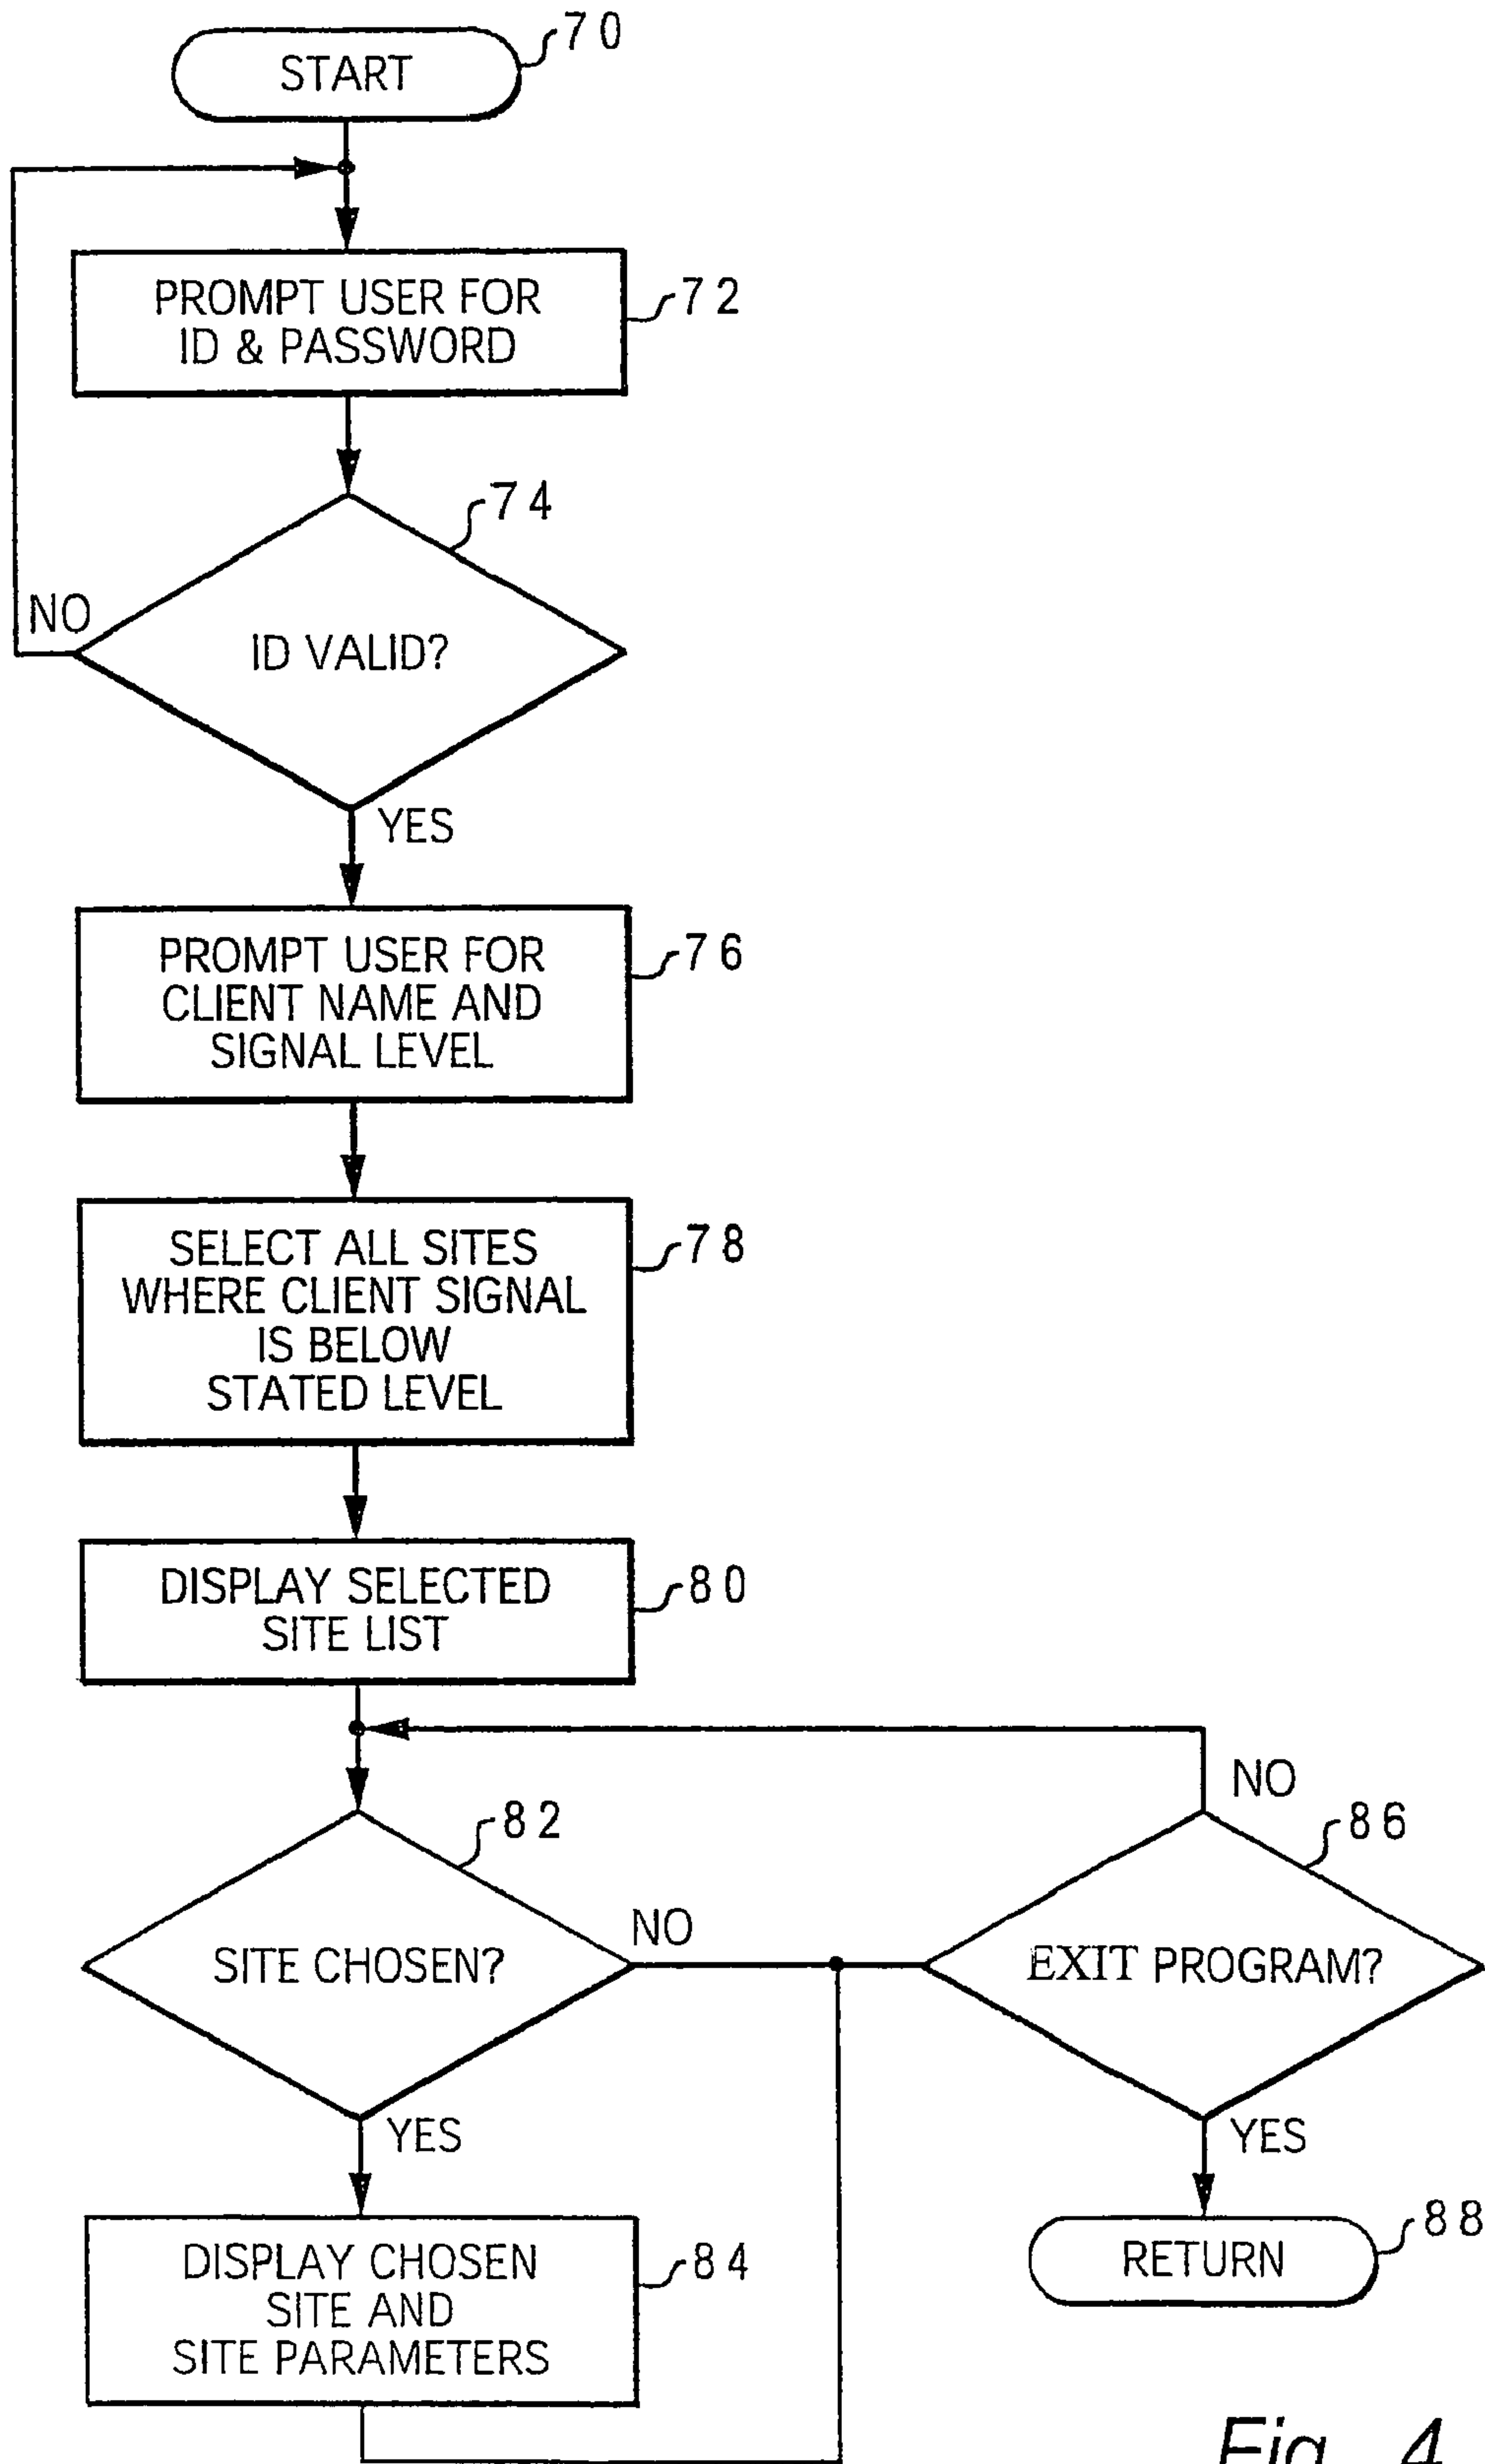 START
70
PROMPT USER FOR
ID & PASSWORD
72
74
ID VALID?
NO
YES
PROMPT USER FOR
CLIENT NAME AND
SIGNAL LEVEL
76
SELECT ALL SITES
WHERE CLIENT SIGNAL
IS BELOW
STATED LEVEL
78
DISPLAY SELECTED
SITE LIST
80
82
SITE CHOSEN?
NO
YES
NO
86
EXIT PROGRAM?
YES
DISPLAY CHOSEN
SITE AND
SITE PARAMETERS
84
RETURN
88
Fig. 4